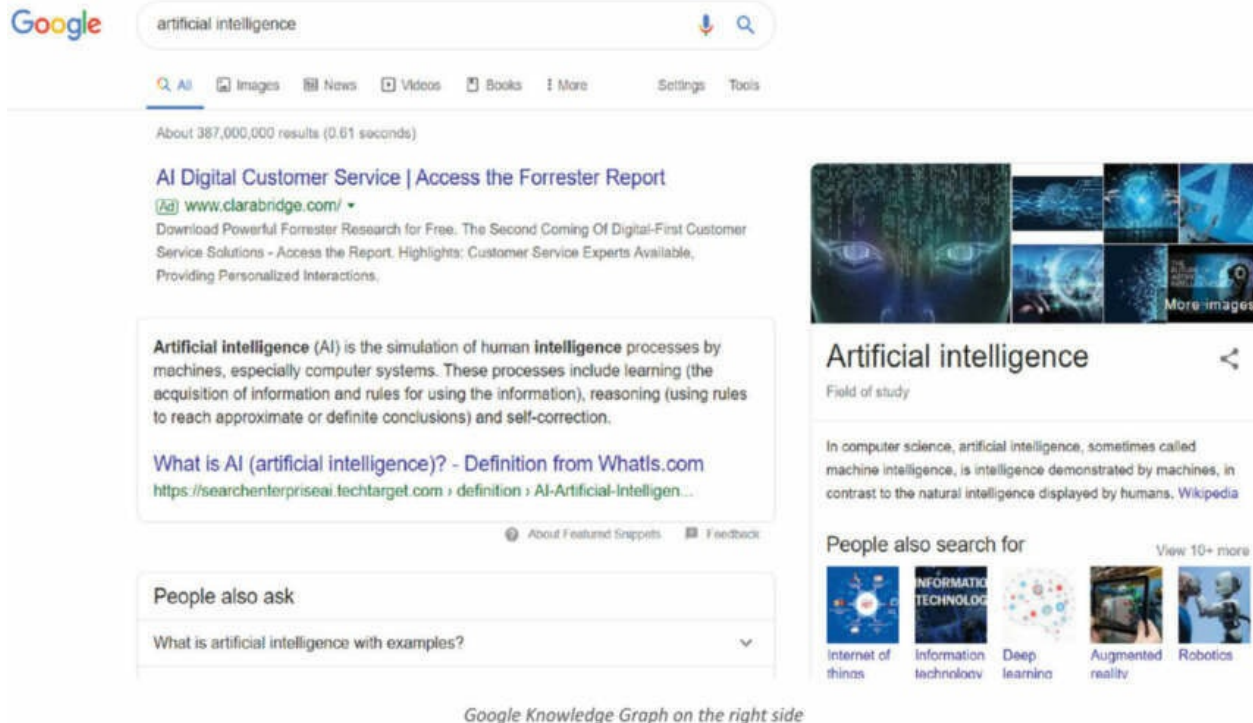 Google
artificial intelligence
All Images News Videos Books More Settings Tools
About 387,000,000 results (0.61 seconds)
AI Digital Customer Service | Access the Forrester Report
Ad www.clarabridge.com/
Download Powerful Forrester Research for Free. The Second Coming Of Digital-First Customer
Service Solutions - Access the Report. Highlights: Customer Service Experts Available,
Providing Personalized Interactions.
Artificial intelligence (AI) is the simulation of human intelligence processes by
machines, especially computer systems. These processes include learning (the
acquisition of information and rules for using the information), reasoning (using rules
to reach approximate or definite conclusions) and self-correction.
What is AI (artificial intelligence)? - Definition from WhatIs.com
https://searchenterpriseai.techtarget.com › definition › AI-Artificial-Intelligen...
About Featured Snippets Feedback
People also ask
What is artificial intelligence with examples?
More images
Artificial intelligence
Field of study
In computer science, artificial intelligence, sometimes called
machine intelligence, is intelligence demonstrated by machines, in
contrast to the natural intelligence displayed by humans. Wikipedia
People also search for View 10+ more
INFORMATIO
TECHNOLOG
Internet of Information Deep Augmented Robotics
things technology learning reality
Google Knowledge Graph on the right side